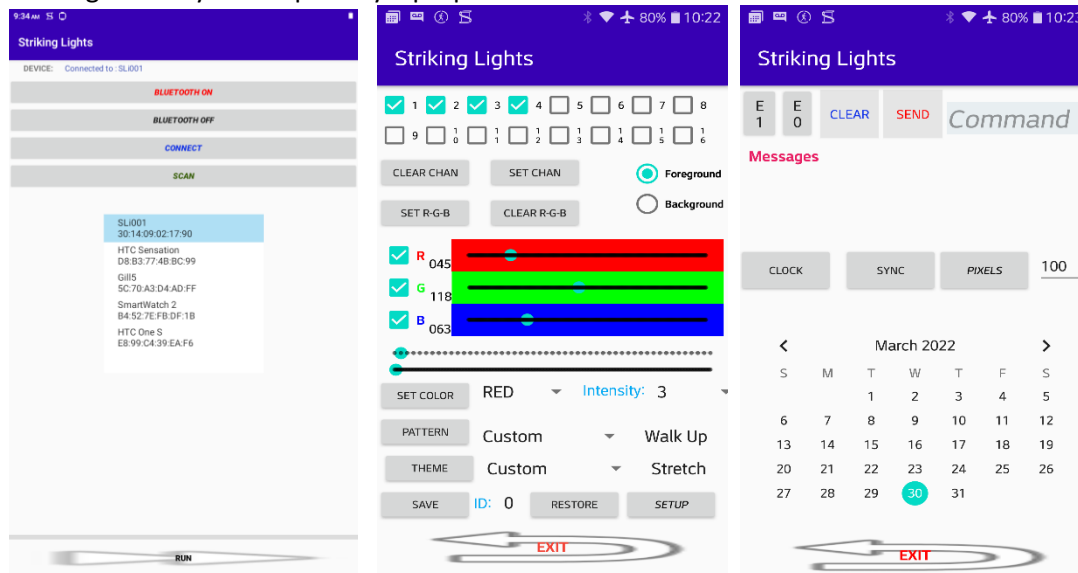 9:34 AM
Striking Lights
DEVICE: Connected to : SLi001
BLUETOOTH ON
BLUETOOTH OFF
CONNECT
SCAN
SLi001
30:14:09:02:17:90
HTC Sensation
D8:B3:77:4B:BC:99
Gill5
5C:70:A3:D4:AD:FF
SmartWatch 2
B4:52:7E:FB:DF:1B
HTC One S
E8:99:C4:39:EA:F6
RUN
80% 10:22
Striking Lights
1 2 3 4 5 6 7 8
9 10 11 12 13 14 15 16
CLEAR CHAN SET CHAN Foreground
SET R-G-B CLEAR R-G-B Background
R 045
G 118
B 063
SET COLOR RED Intensity: 3
PATTERN Custom Walk Up
THEME Custom Stretch
SAVE ID: 0 RESTORE SETUP
EXIT
80% 10:23
Striking Lights
E1 E0 CLEAR SEND Command
Messages
CLOCK SYNC PIXELS 100
March 2022
S M T W T F S
1 2 3 4 5
6 7 8 9 10 11 12
13 14 15 16 17 18 19
20 21 22 23 24 25 26
27 28 29 30 31
EXIT